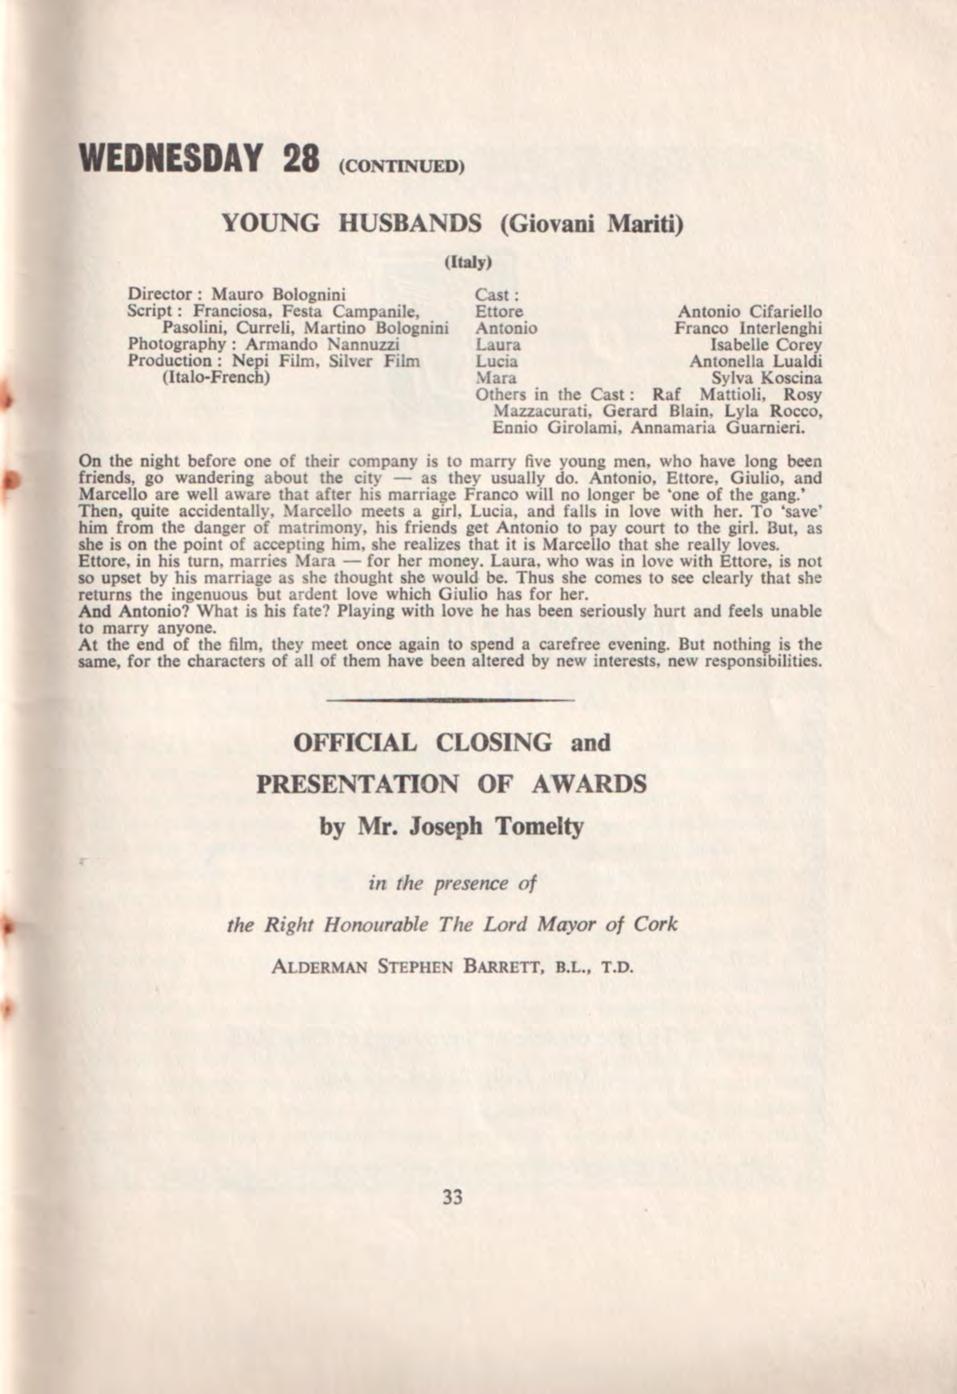 WEDNESDAY 28 (CONTINUED)
YOUNG HUSBANDS (Giovani Mariti)
(Italy)
Director : Mauro Bolognini
Script : Franciosa, Festa Campanile,
Pasolini, Curreli, Martino Bolognini
Photography : Armando Nannuzzi
Production : Nepi Film, Silver Film
(Italo-French)
Cast :
Ettore Antonio Cifariello
Antonio Franco Interlenghi
Laura Isabelle Corey
Lucia Antonella Lualdi
Mara Sylva Koscina
Others in the Cast : Raf Mattioli, Rosy
Mazzacurati, Gerard Blain, Lyla Rocco,
Ennio Girolami, Annamaria Guarnieri.
On the night before one of their company is to marry five young men, who have long been
friends, go wandering about the city — as they usually do. Antonio, Ettore, Giulio, and
Marcello are well aware that after his marriage Franco will no longer be ‘one of the gang.’
Then, quite accidentally, Marcello meets a girl, Lucia, and falls in love with her. To ‘save’
him from the danger of matrimony, his friends get Antonio to pay court to the girl. But, as
she is on the point of accepting him, she realizes that it is Marcello that she really loves.
Ettore, in his turn, marries Mara — for her money. Laura, who was in love with Ettore, is not
so upset by his marriage as she thought she would be. Thus she comes to see clearly that she
returns the ingenuous but ardent love which Giulio has for her.
And Antonio? What is his fate? Playing with love he has been seriously hurt and feels unable
to marry anyone.
At the end of the film, they meet once again to spend a carefree evening. But nothing is the
same, for the characters of all of them have been altered by new interests, new responsibilities.
OFFICIAL CLOSING and
PRESENTATION OF AWARDS
by Mr. Joseph Tomelty
in the presence of
the Right Honourable The Lord Mayor of Cork
ALDERMAN STEPHEN BARRETT, B.L., T.D.
33